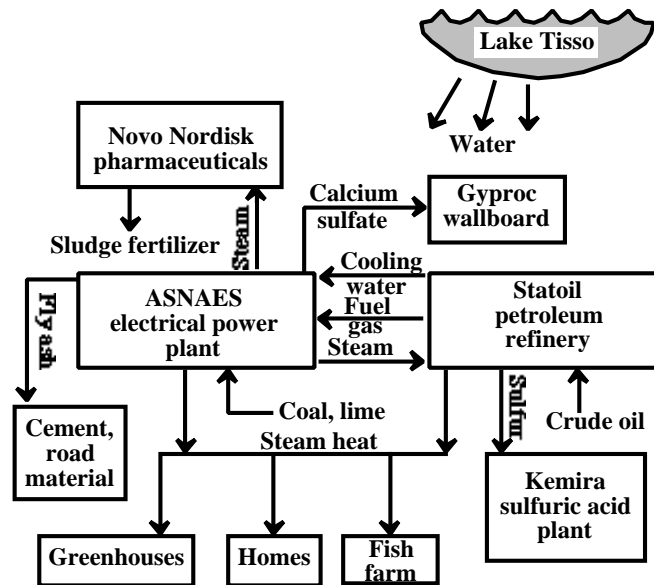 Lake Tisso
Water
Novo Nordisk
pharmaceuticals
Sludge fertilizer
Steam
Calcium
sulfate
Gyproc
wallboard
Fly ash
ASNAES
electrical power
plant
Cooling
water
Fuel
gas
Steam
Statoil
petroleum
refinery
Coal, lime
Steam heat
Sulfur
Crude oil
Cement,
road
material
Kemira
sulfuric acid
plant
Greenhouses
Homes
Fish
farm